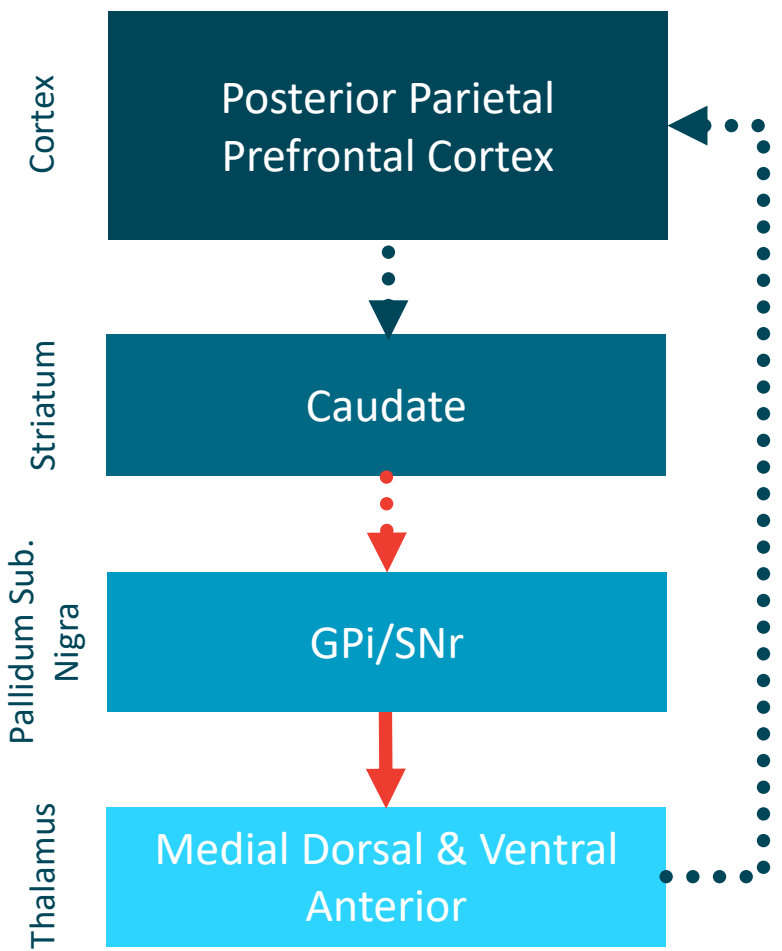 Cortex
Posterior Parietal
Prefrontal Cortex
Striatum
Caudate
Pallidum Sub.
Nigra
GPi/SNr
Thalamus
Medial Dorsal & Ventral
Anterior